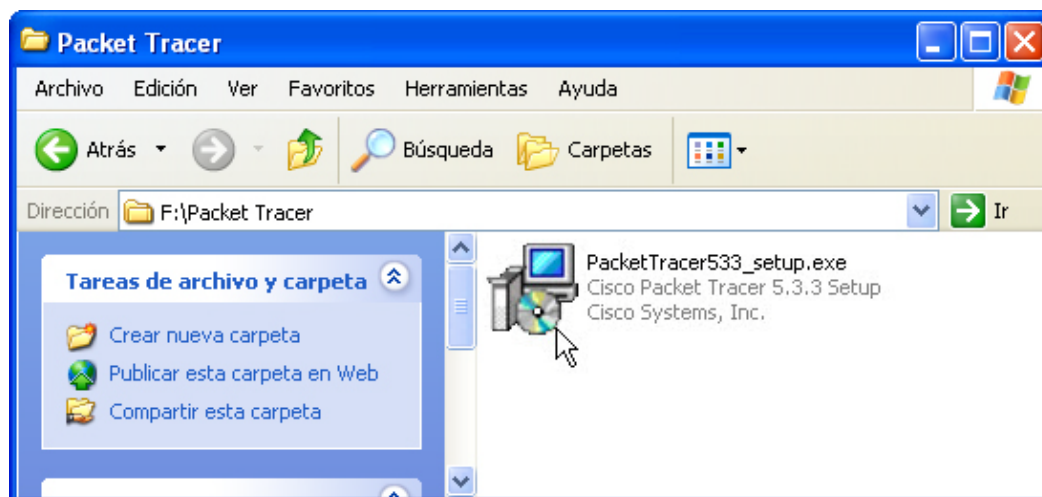 Packet Tracer
Archivo Edición Ver Favoritos Herramientas Ayuda
Atrás Búsqueda Carpetas
Dirección F:\Packet Tracer Ir
Tareas de archivo y carpeta
Crear nueva carpeta
Publicar esta carpeta en Web
Compartir esta carpeta
PacketTracer533_setup.exe
Cisco Packet Tracer 5.3.3 Setup
Cisco Systems, Inc.